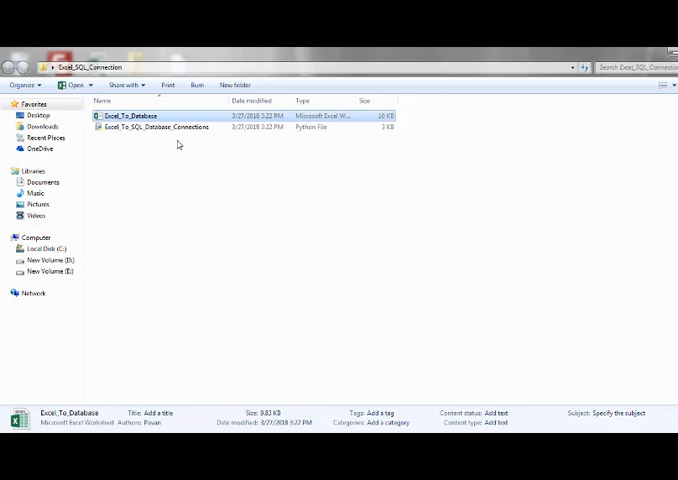 Excel_SQL_Connection
Search Excel_SQL_Connectio
Organize Open Share with Print Burn New folder
Name Date modified Type Size
Excel_To_Database 3/27/2018 3:22 PM Microsoft Excel W... 10 KB
Excel_To_SQL_Database_Connections 3/27/2018 3:22 PM Python File 3 KB
Favorites
Desktop
Downloads
Recent Places
OneDrive
Libraries
Documents
Music
Pictures
Videos
Computer
Local Disk (C:)
New Volume (D:)
New Volume (E:)
Network
Excel_To_Database Title: Add a title Size: 9.82 KB Tags: Add a tag Content status: Add text Subject: Specify the subject
Microsoft Excel Worksheet Authors: Pavan Date modified: 3/27/2018 3:22 PM Categories: Add a category Content type: Add text